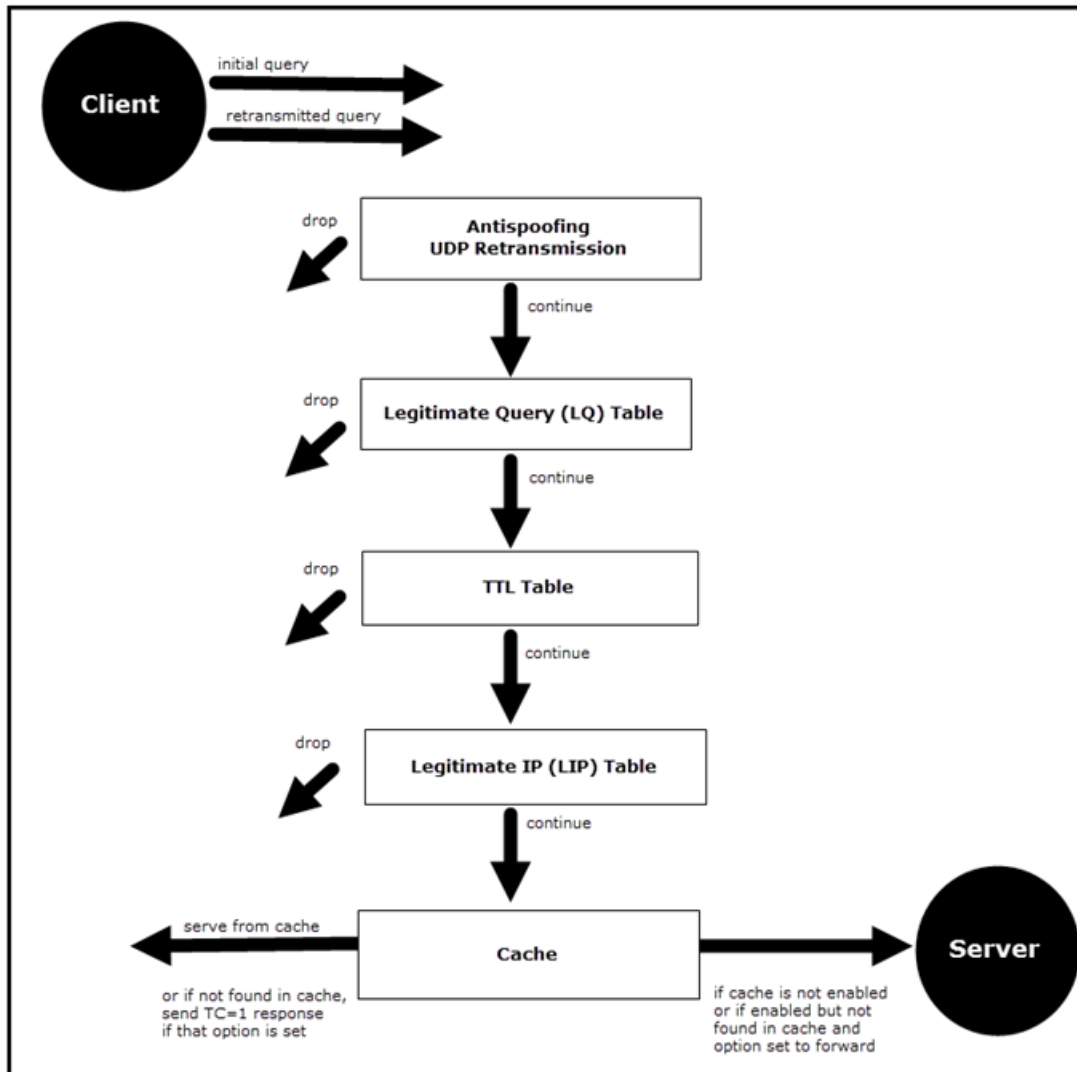 initial query
Client
retransmitted query
drop
Antispoofing
UDP Retransmission
continue
drop
Legitimate Query (LQ) Table
continue
drop
TTL Table
continue
drop
Legitimate IP (LIP) Table
continue
serve from cache
Cache
Server
or if not found in cache,
send TC=1 response
if that option is set
if cache is not enabled
or if enabled but not
found in cache and
option set to forward